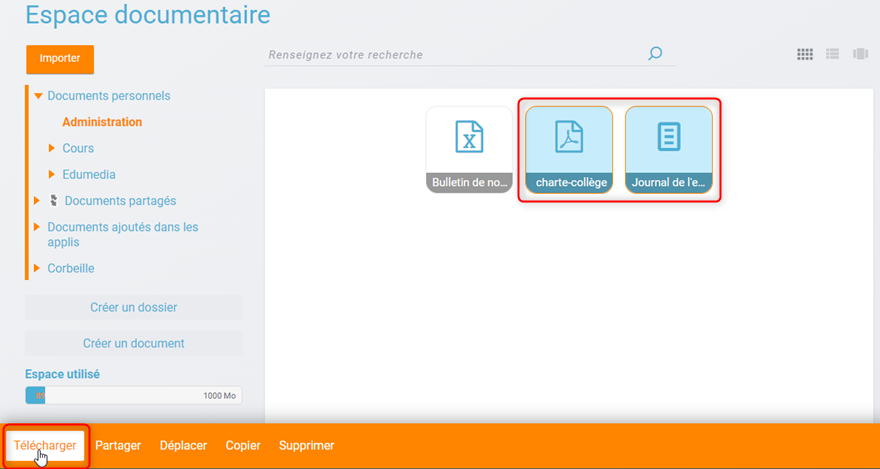 Espace documentaire
Importer
Renseignez votre recherche
Documents personnels
Administration
Cours
Edumedia
Documents partagés
Documents ajoutés dans les
applis
Corbeille
Bulletin de no...
charte-collège
Journal de l'e...
Créer un dossier
Créer un document
Espace utilisé
1000 Mo
Télécharger
Partager
Déplacer
Copier
Supprimer